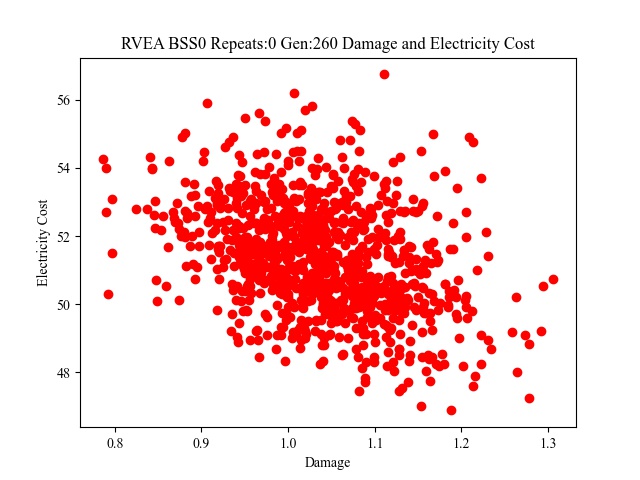 RVEA BSS0 Repeats:0 Gen:260 Damage and Electricity Cost
56
54
52
50
48
Electricity Cost
0.8 0.9 1.0 1.1 1.2 1.3
Damage